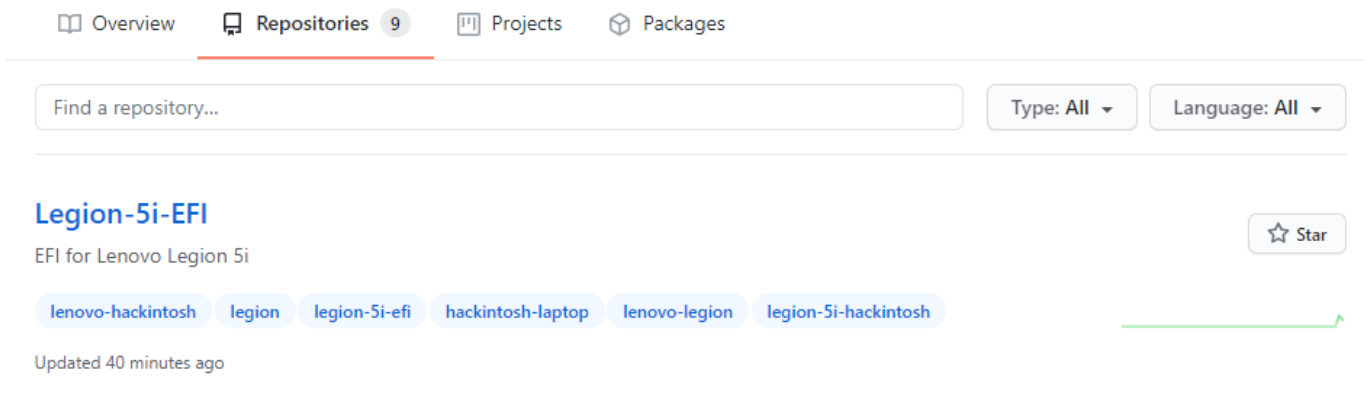 Overview Repositories 9 Projects Packages
Find a repository... Type: All Language: All
Legion-5i-EFI
Star
EFI for Lenovo Legion 5i
lenovo-hackintosh legion legion-5i-efi hackintosh-laptop lenovo-legion legion-5i-hackintosh
Updated 40 minutes ago